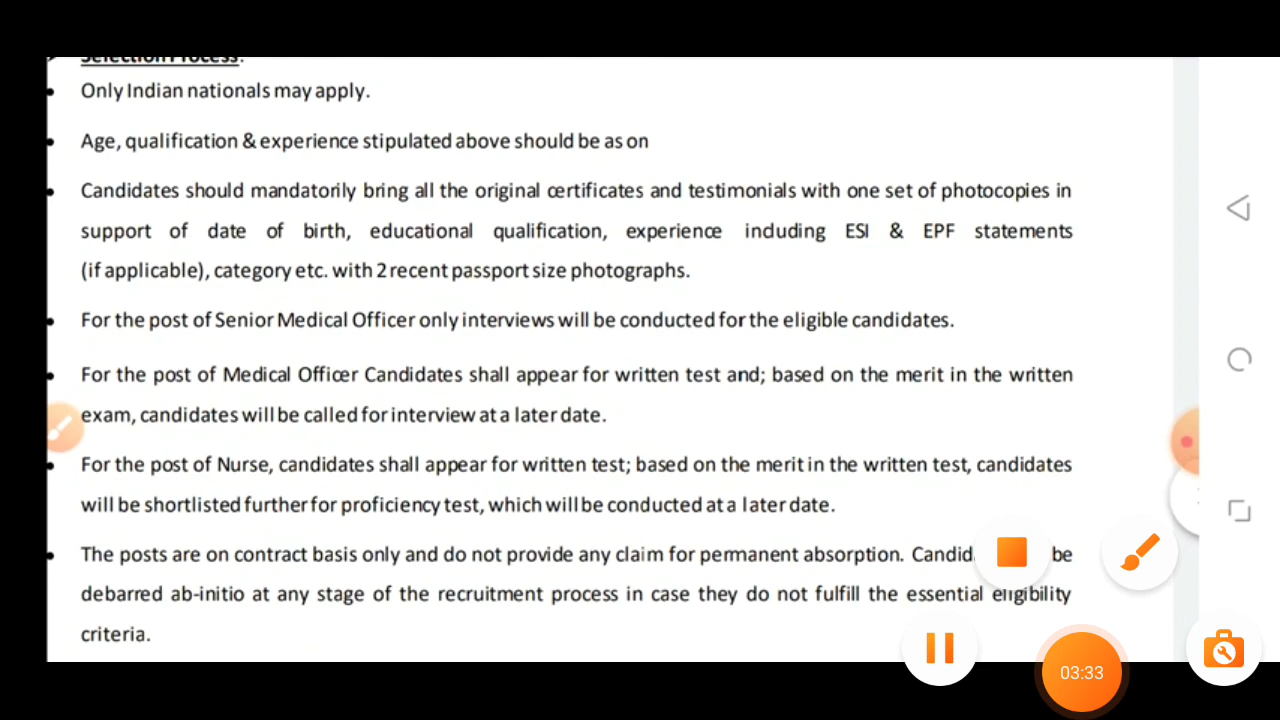 Selection Process:
• Only Indian nationals may apply.
• Age, qualification & experience stipulated above should be as on
• Candidates should mandatorily bring all the original certificates and testimonials with one set of photocopies in
support of date of birth, educational qualification, experience including ESI & EPF statements
(if applicable), category etc. with 2 recent passport size photographs.
• For the post of Senior Medical Officer only interviews will be conducted for the eligible candidates.
• For the post of Medical Officer Candidates shall appear for written test and; based on the merit in the written
exam, candidates will be called for interview at a later date.
• For the post of Nurse, candidates shall appear for written test; based on the merit in the written test, candidates
will be shortlisted further for proficiency test, which will be conducted at a later date.
• The posts are on contract basis only and do not provide any claim for permanent absorption. Candid be
debarred ab-initio at any stage of the recruitment process in case they do not fulfill the essential eligibility
criteria.
03:33